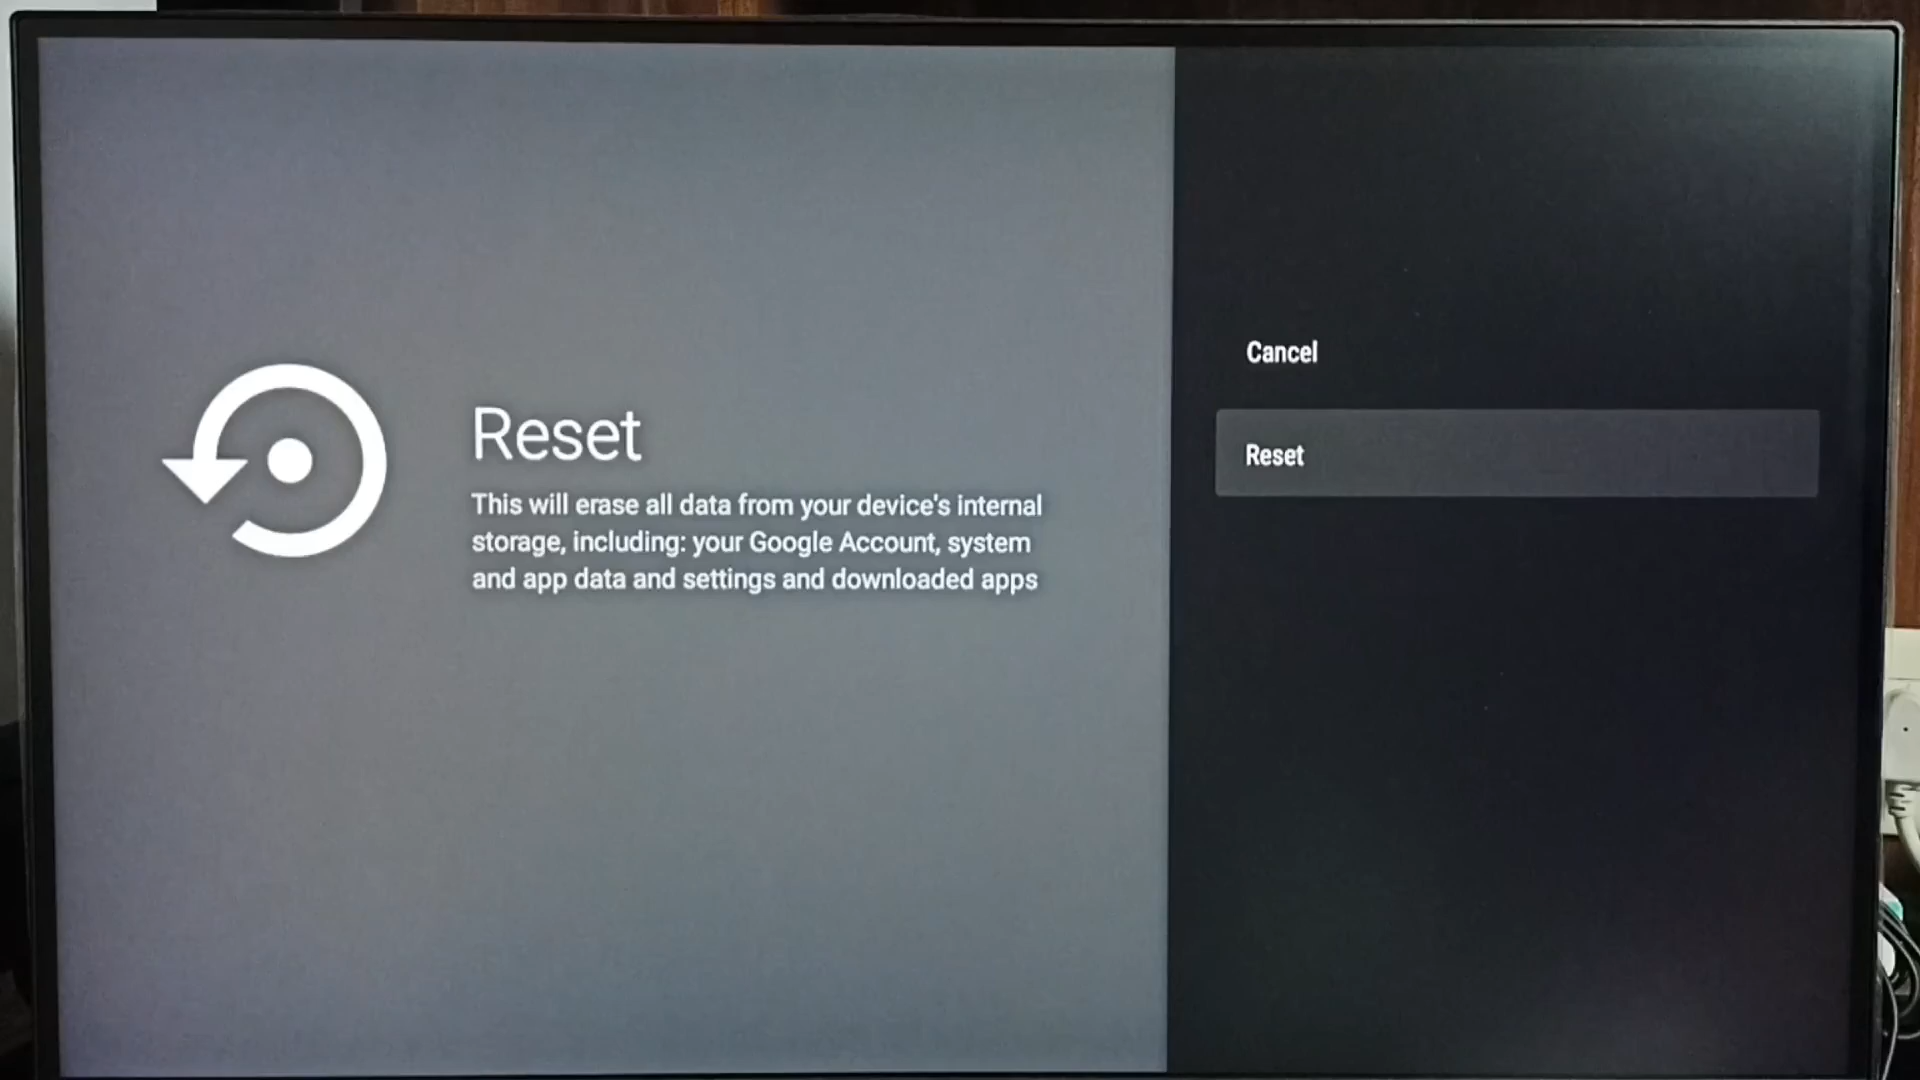 Reset
This will erase all data from your device's internal
storage, including: your Google Account, system
and app data and settings and downloaded apps
Cancel
Reset